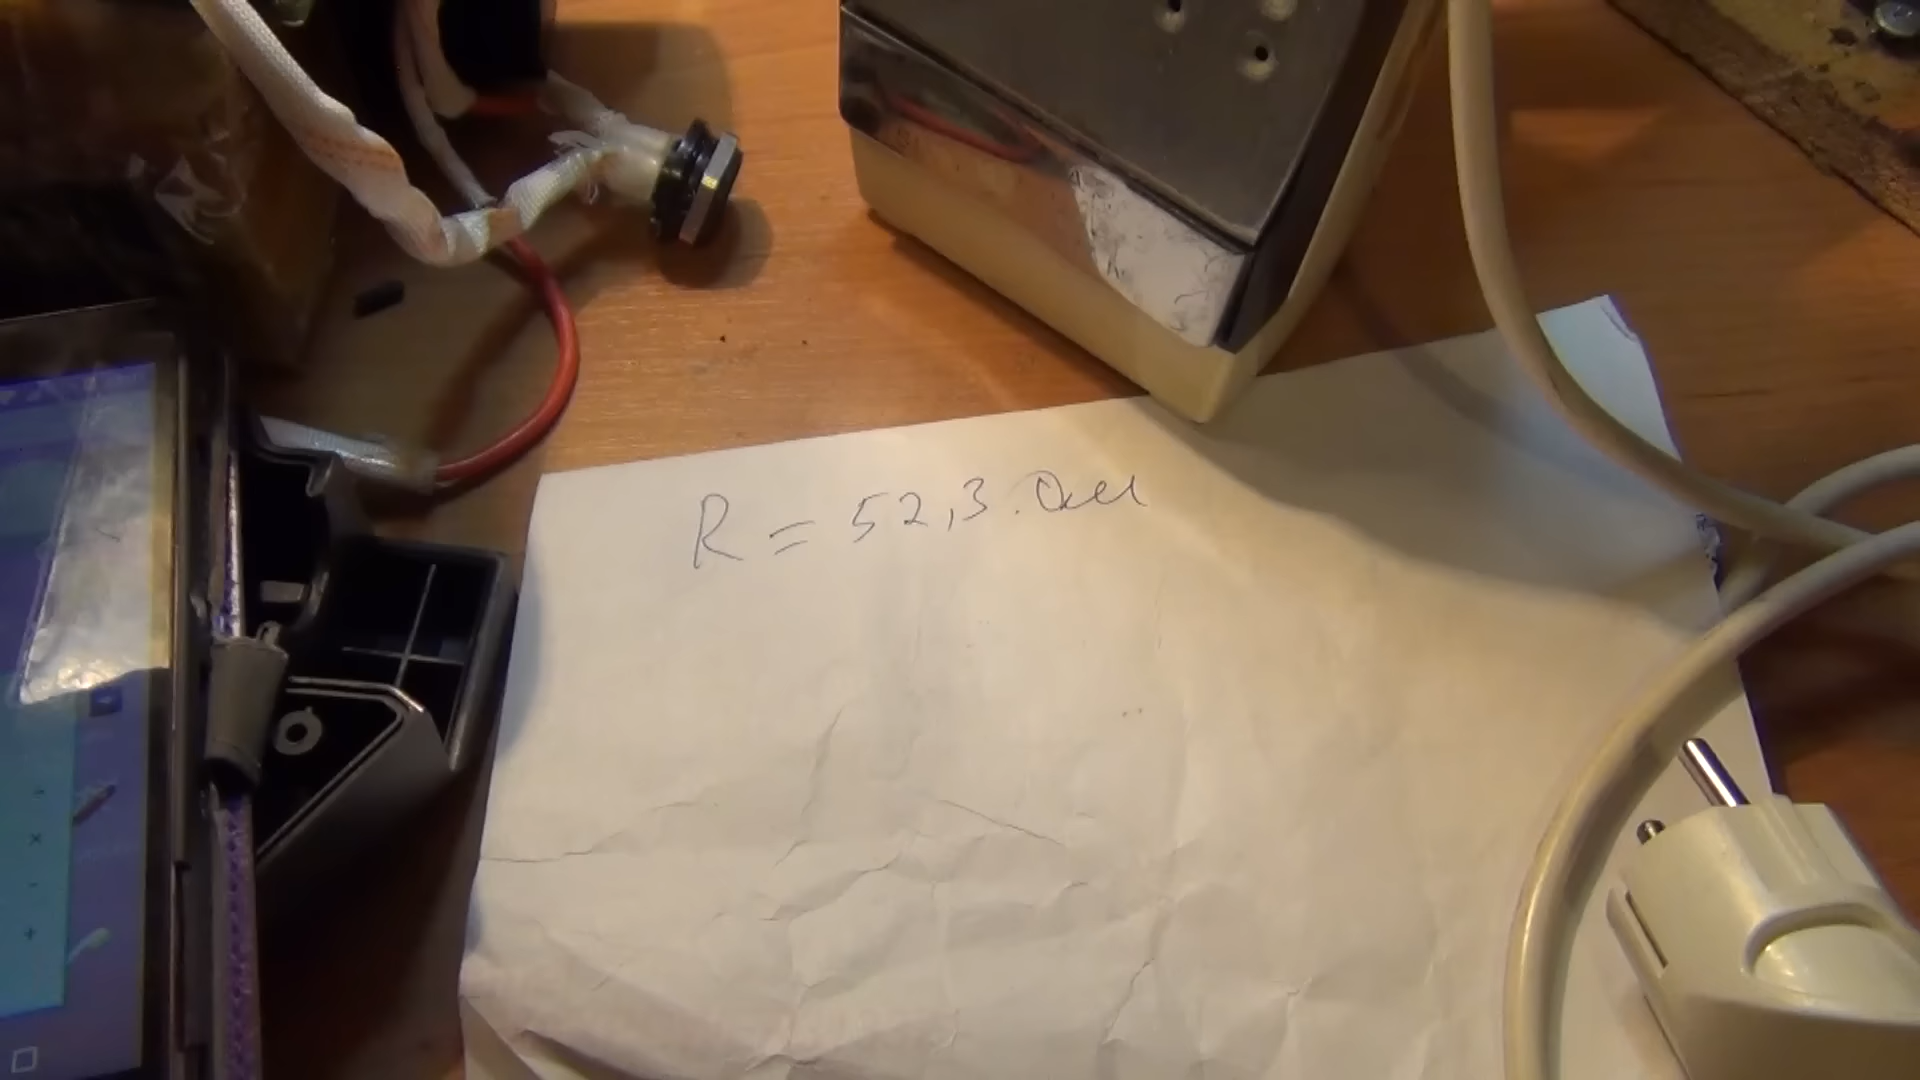 R = 52,3. Ом